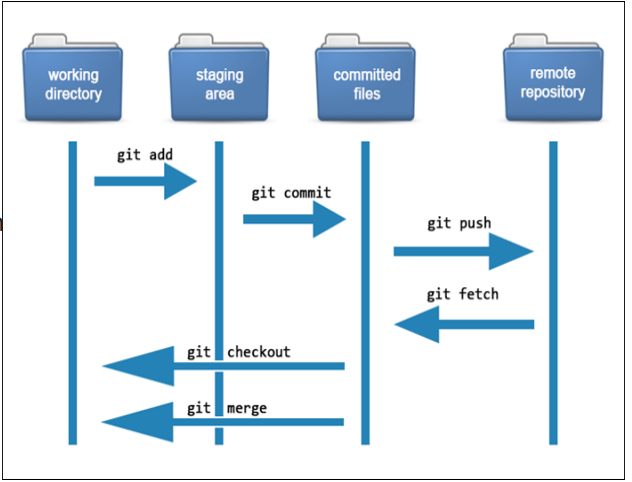 working
directory
staging
area
committed
files
remote
repository
git add
git commit
git push
git fetch
git checkout
git merge